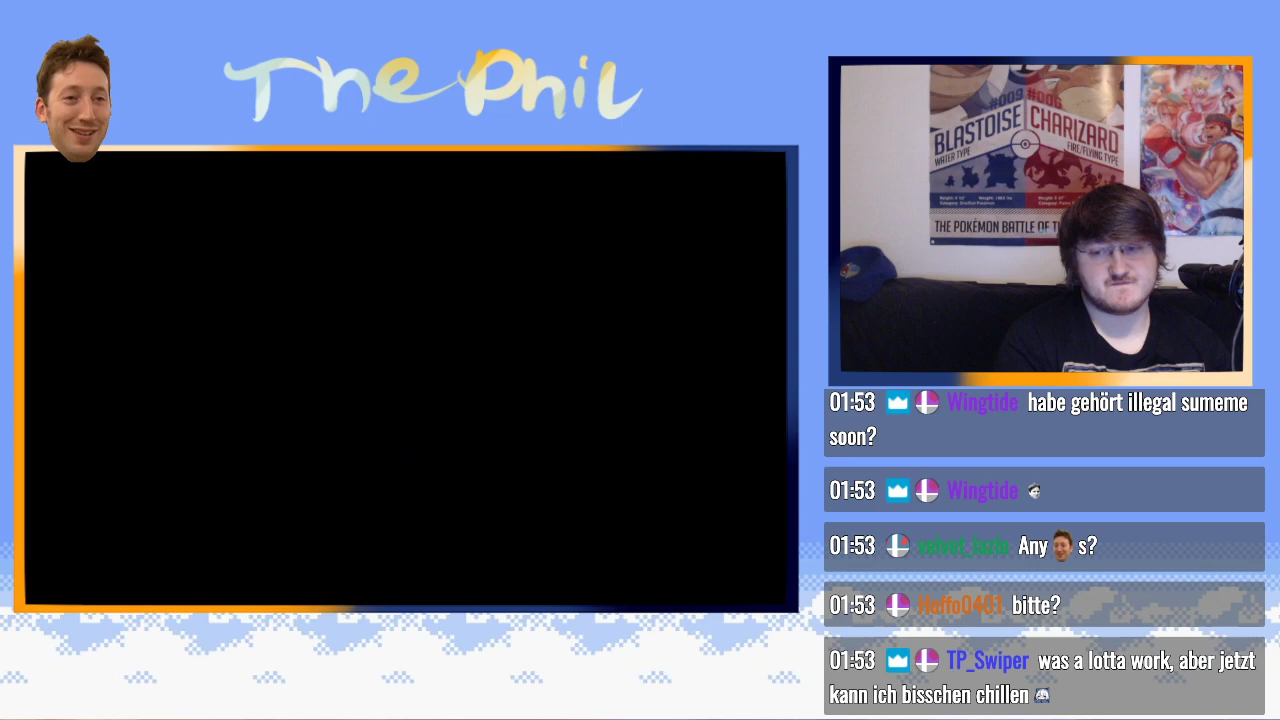 The Phil
#009 #006
BLASTOISE
WATER TYPE
CHARIZARD
FIRE/FLYING TYPE
THE POKÉMON BATTLE OF
01:53 Wingtide habe gehört illegal sumeme
soon?
01:53 Wingtide
01:53 Any s?
01:53 Hoffo0401 bitte?
01:53 TP_Swiper was a lotta work, aber jetzt
kann ich bisschen chillen